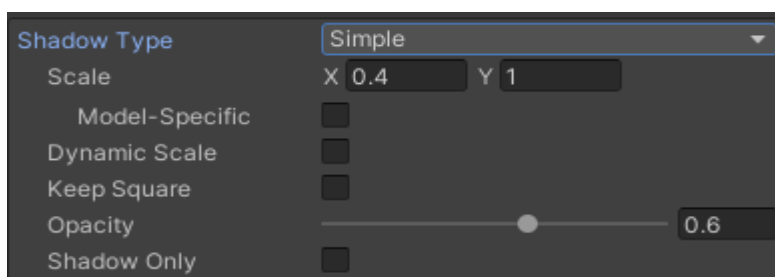 Shadow Type Simple
Scale X 0.4 Y 1
Model-Specific
Dynamic Scale
Keep Square
Opacity 0.6
Shadow Only